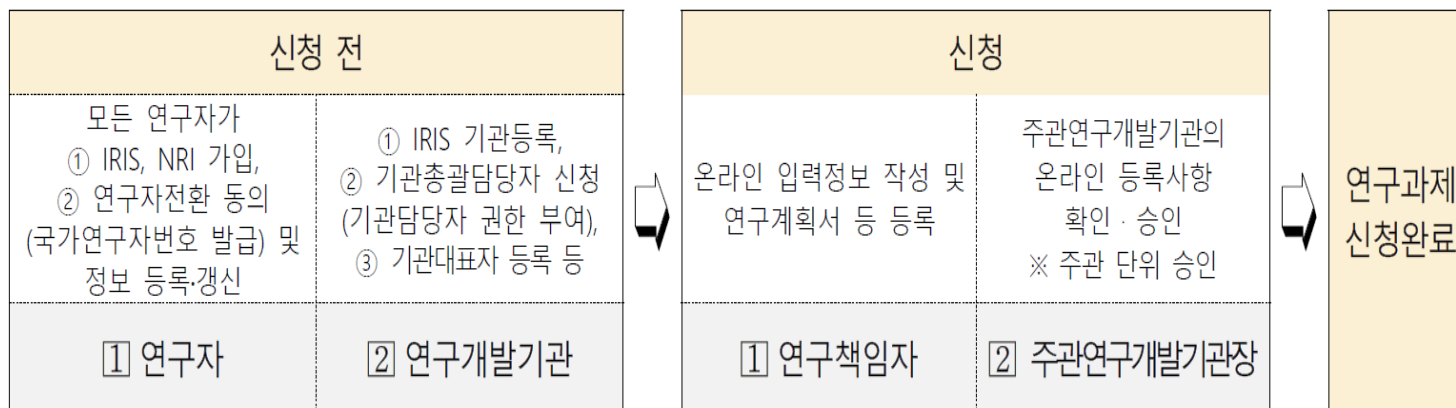 신청 전
모든 연구자가
① IRIS, NRI 가입,
② 연구자전환 동의
(국가연구자번호 발급) 및
정보 등록·갱신
① IRIS 기관등록,
② 기관총괄담당자 신청
(기관담당자 권한 부여),
③ 기관대표자 등록 등
1 연구자
2 연구개발기관
신청
온라인 입력정보 작성 및
연구계획서 등 등록
주관연구개발기관의
온라인 등록사항
확인 · 승인
※ 주관 단위 승인
1 연구책임자
2 주관연구개발기관장
연구과제
신청완료